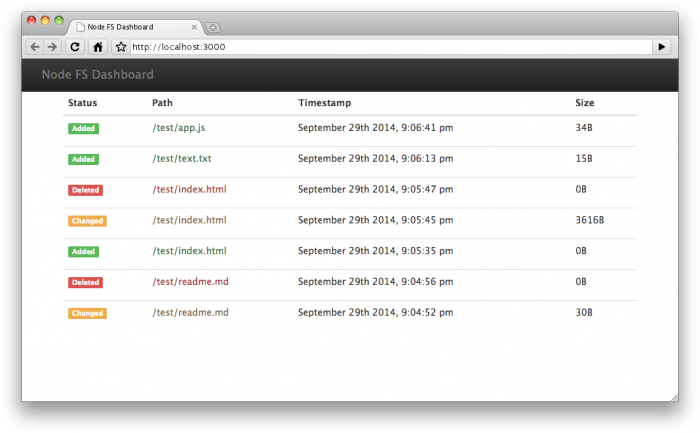 Node FS Dashboard
http://localhost:3000
Node FS Dashboard
Status Path Timestamp Size
Added /test/app.js September 29th 2014, 9:06:41 pm 34B
Added /test/text.txt September 29th 2014, 9:06:13 pm 15B
Deleted /test/index.html September 29th 2014, 9:05:47 pm 0B
Changed /test/index.html September 29th 2014, 9:05:45 pm 3616B
Added /test/index.html September 29th 2014, 9:05:35 pm 0B
Deleted /test/readme.md September 29th 2014, 9:04:56 pm 0B
Changed /test/readme.md September 29th 2014, 9:04:52 pm 30B